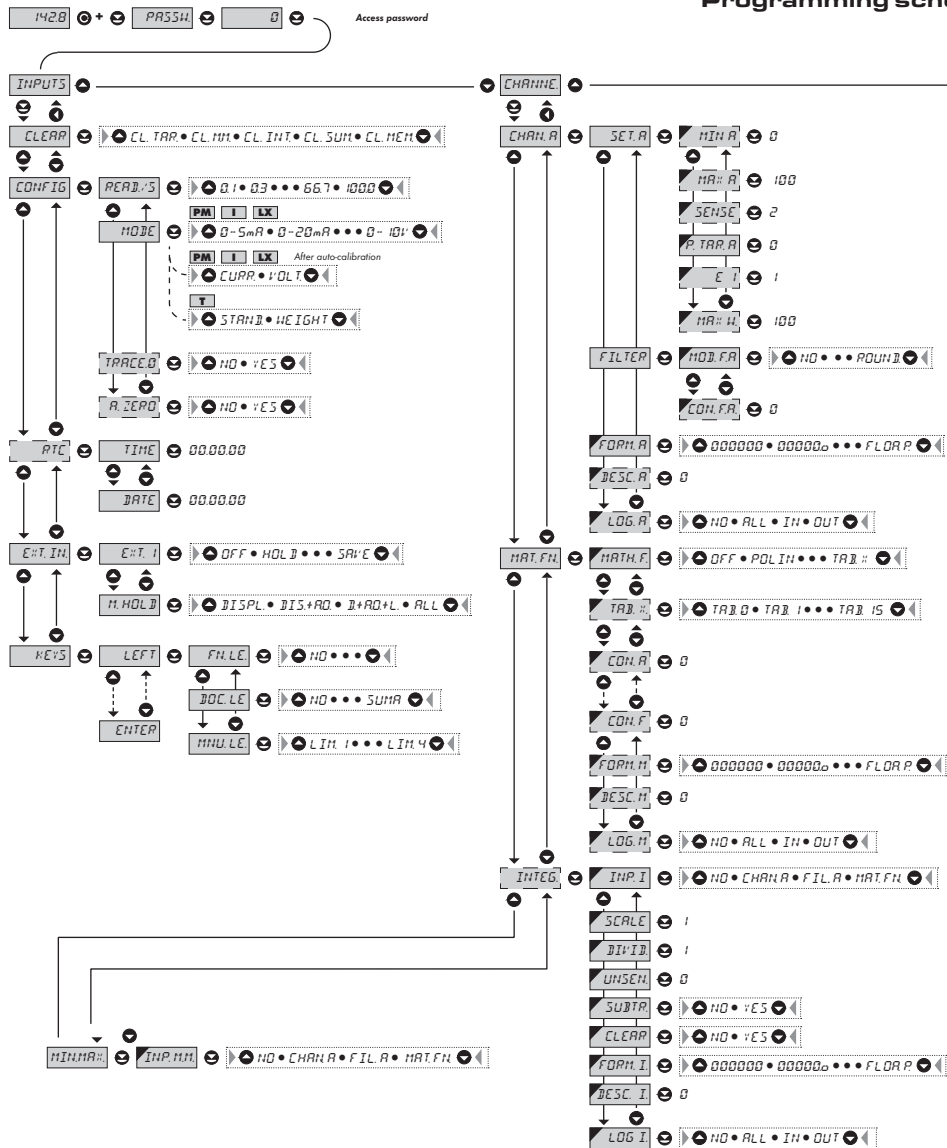 Programming sche
142.8 + PASSW. 0 Access password
INPUTS
CLEAR CL. TAR. • CL. MM. • CL. INT. • CL. SUM • CL. MEM.
CONFIG READ./S 0.1 • 0.3 • • • 66.7 • 100.0
PM I LX
MODE 0-5mA • 0-20mA • • • 0-10V
PM I LX After auto-calibration
CURR. • VOLT.
T
STAND. • WEIGHT
TRACE.0 NO • YES
A. ZERO NO • YES
RTC TIME 00.00.00
DATE 00.00.00
EXT. IN. EXT. 1 OFF • HOLD • • • SAVE
M. HOLD DISPL. • DIS.+AO. • D.+AO.+L. • ALL
KEYS LEFT FN. LE. NO • • •
DOC. LE NO • • • SUMA
ENTER
MNU. LE. LIM. 1 • • • LIM. 4
MIN.MAX. INP. M.M. NO • CHAN. A • FIL. A • MAT. FN.
CHANNE.
CHAN. A SET. A MIN A 0
MAX A 100
SENSE 2
P. TAR. A 0
E 1 1
MAX W. 100
FILTER MOD. F.A NO • • • ROUND.
CON. F.A. 0
FORM. A 000000 • 00000.0 • • • FLOA P.
DESC. A 0
LOG. A NO • ALL • IN • OUT
MAT. FN. MATH. F. OFF • POLIN • • • TAB. X
TAB. X. TAB.0 • TAB. 1 • • • TAB. 15
CON. A 0
CON. F 0
FORM. M 000000 • 00000.0 • • • FLOA P.
DESC. M 0
LOG. M NO • ALL • IN • OUT
INTEG. INP. I NO • CHAN. A • FIL. A • MAT. FN.
SCALE 1
DIVID. 1
UNSEN. 0
SUBTR. NO • YES
CLEAR NO • YES
FORM. I. 000000 • 00000.0 • • • FLOA P.
DESC. I. 0
LOG I. NO • ALL • IN • OUT